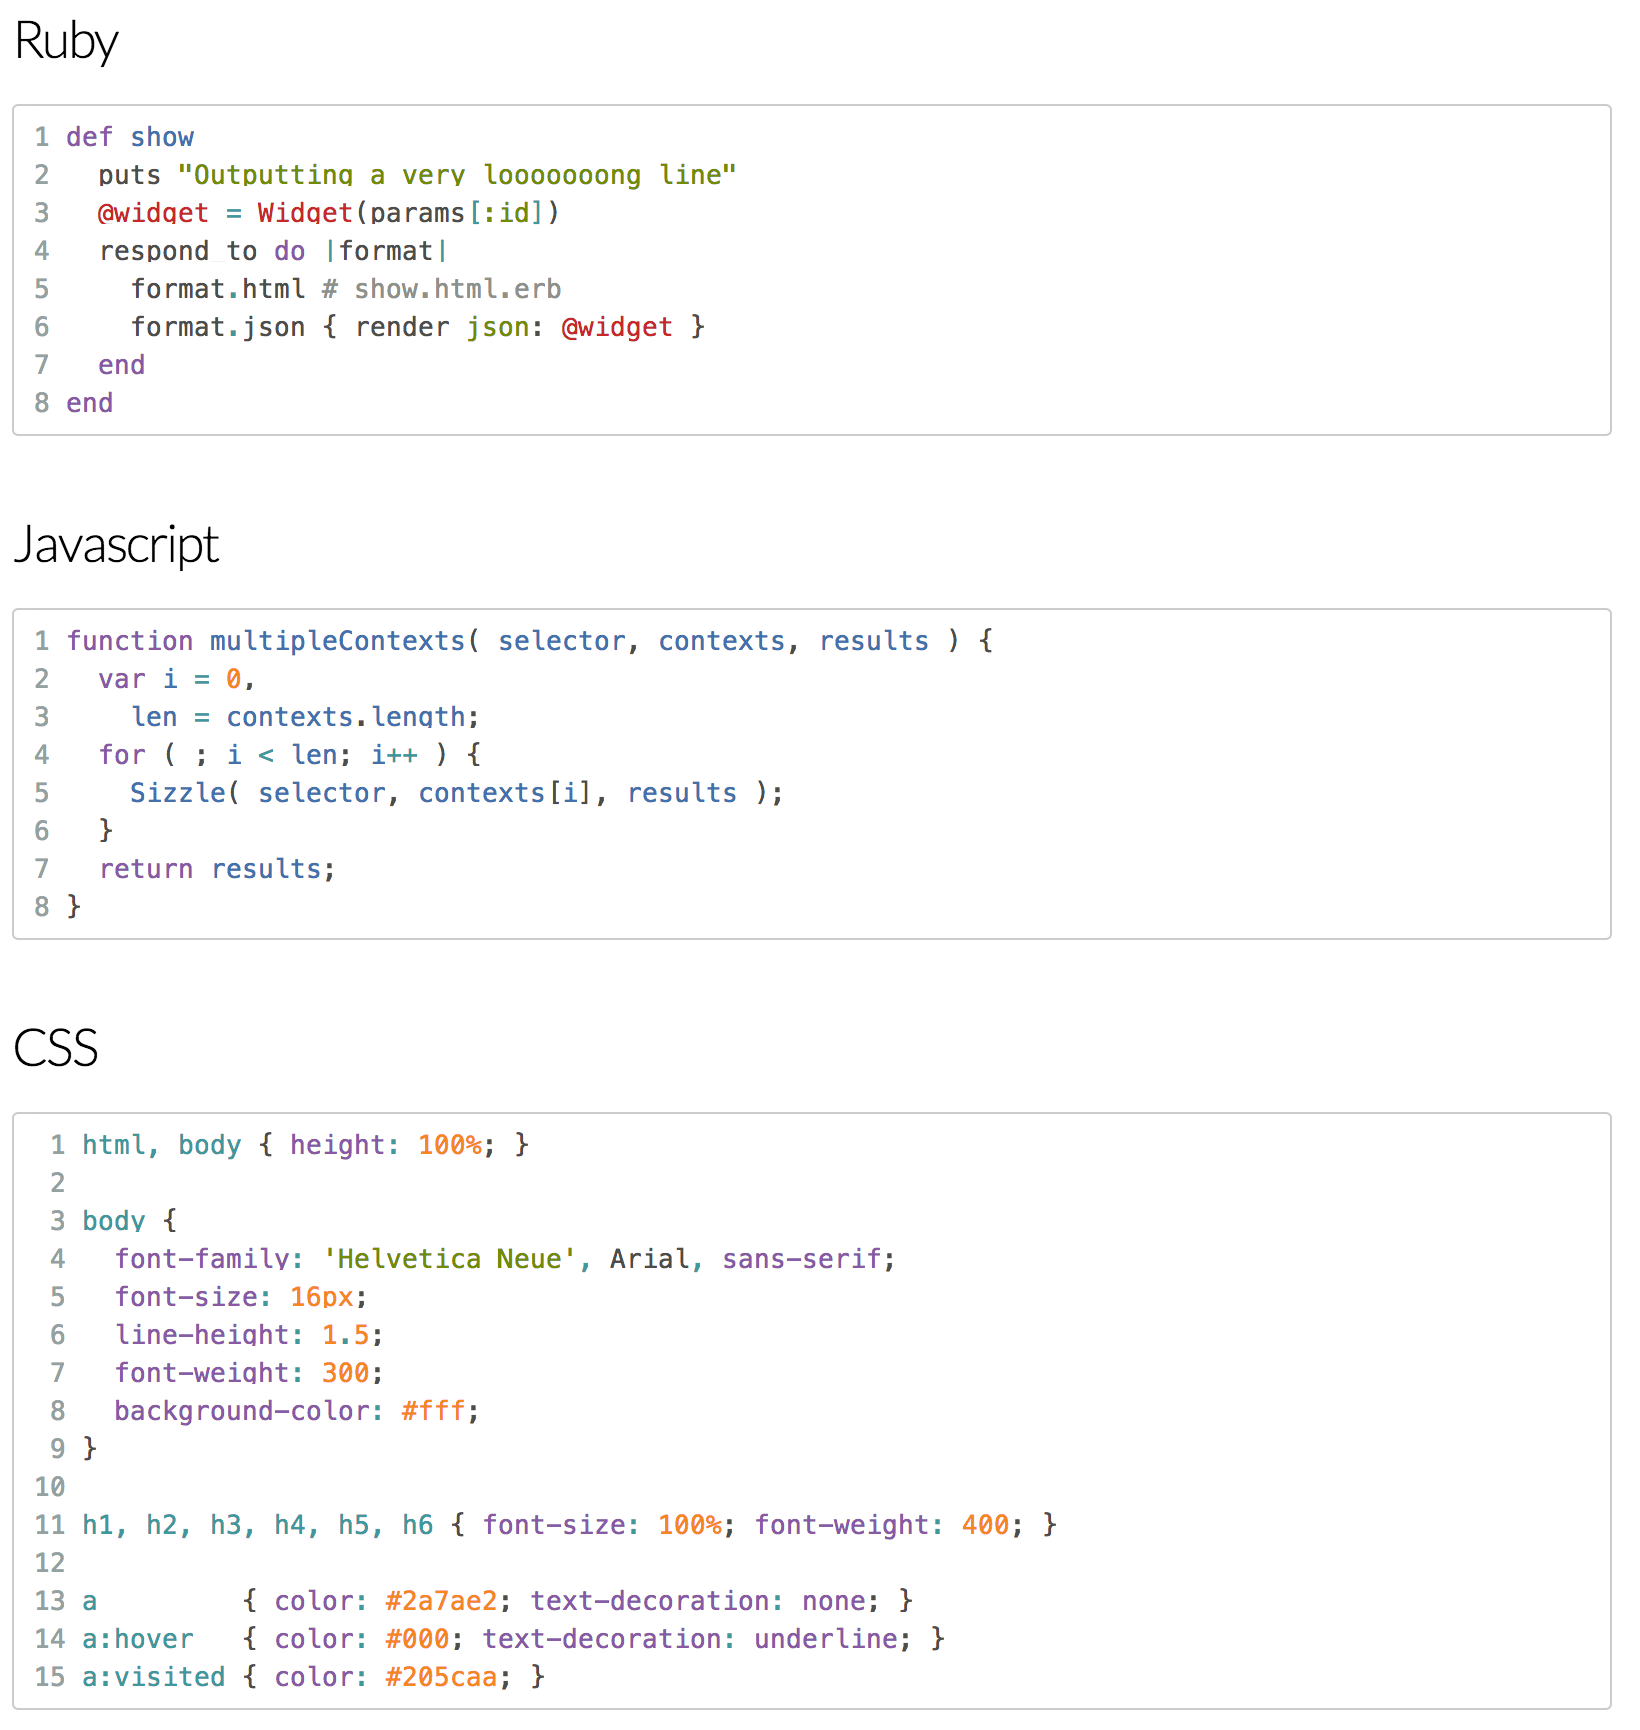 Ruby
1 def show
2   puts "Outputting a very looooooong line"
3   @widget = Widget(params[:id])
4   respond_to do |format|
5     format.html # show.html.erb
6     format.json { render json: @widget }
7   end
8 end
Javascript
1 function multipleContexts( selector, contexts, results ) {
2   var i = 0,
3     len = contexts.length;
4   for ( ; i < len; i++ ) {
5     Sizzle( selector, contexts[i], results );
6   }
7   return results;
8 }
CSS
1 html, body { height: 100%; }
2
3 body {
4   font-family: 'Helvetica Neue', Arial, sans-serif;
5   font-size: 16px;
6   line-height: 1.5;
7   font-weight: 300;
8   background-color: #fff;
9 }
10
11 h1, h2, h3, h4, h5, h6 { font-size: 100%; font-weight: 400; }
12
13 a         { color: #2a7ae2; text-decoration: none; }
14 a:hover   { color: #000; text-decoration: underline; }
15 a:visited { color: #205caa; }